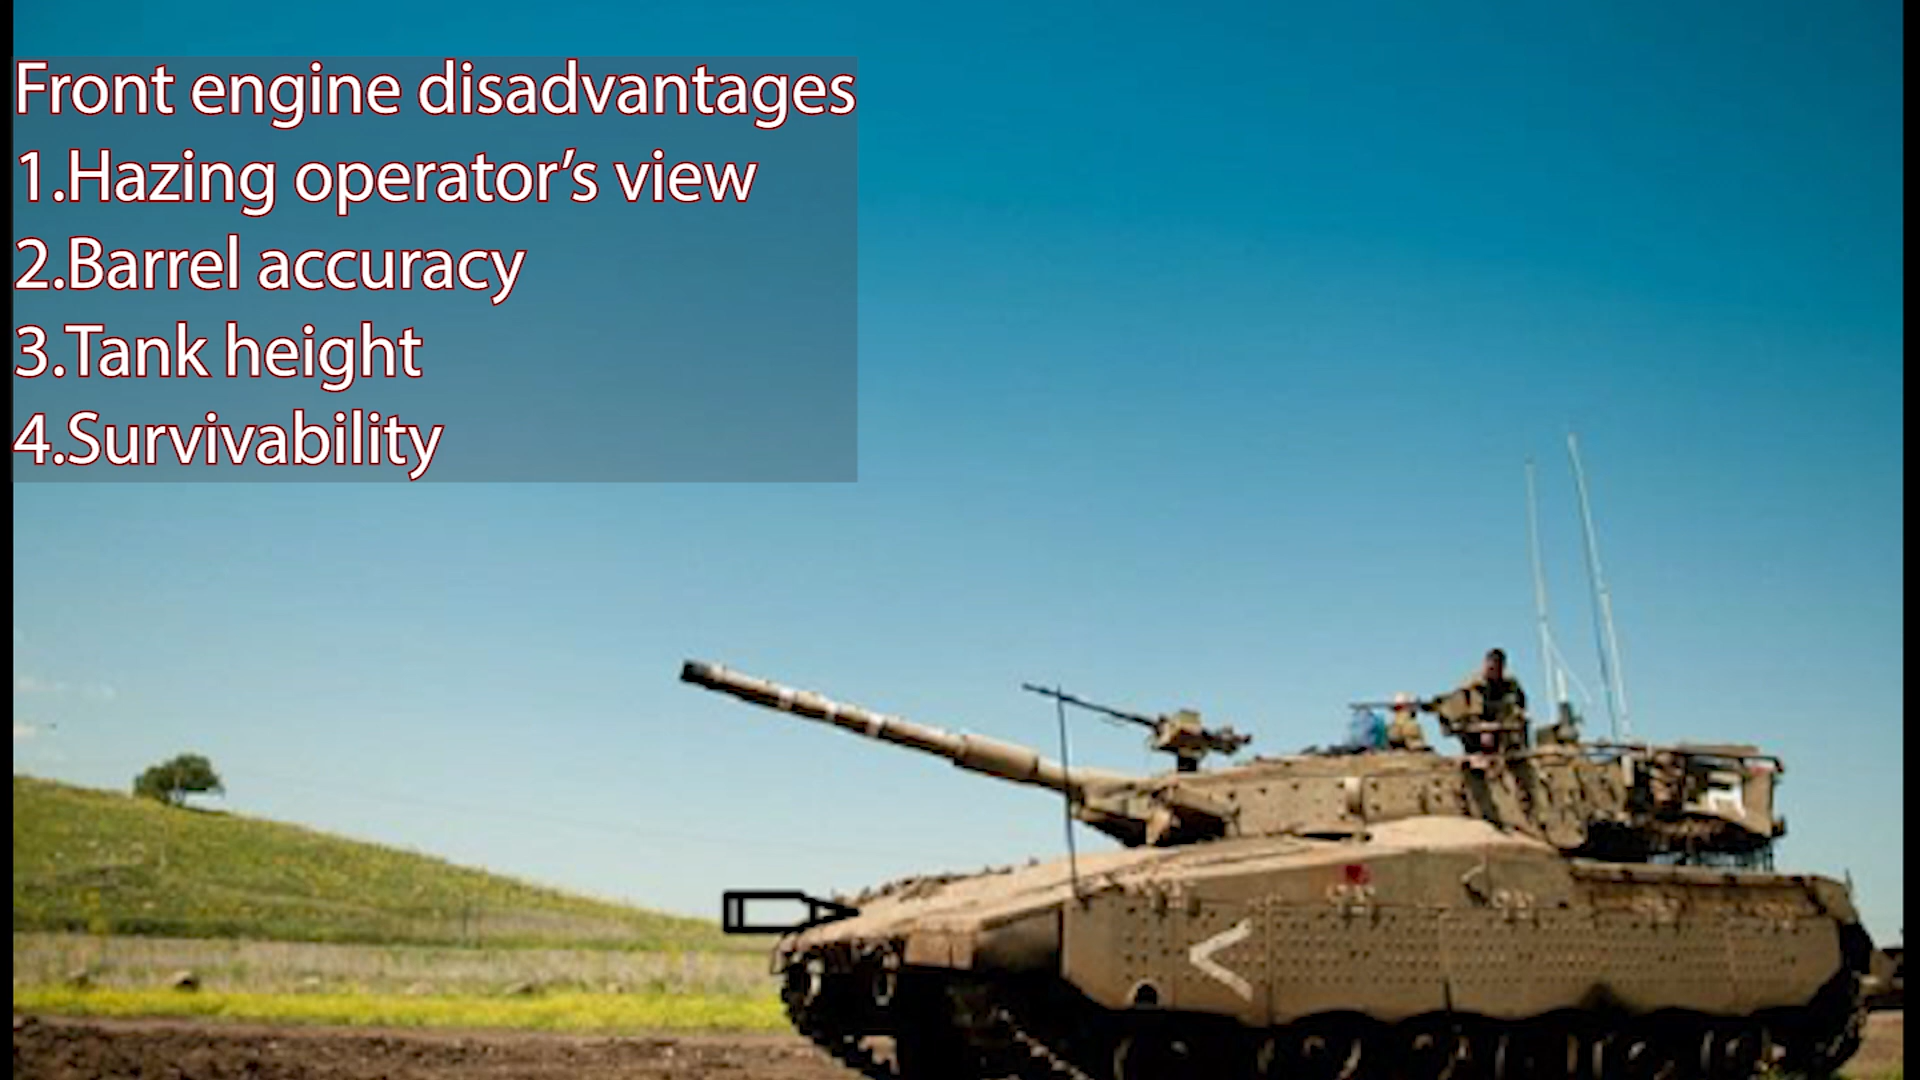 Front engine disadvantages
1.Hazing operator’s view
2.Barrel accuracy
3.Tank height
4.Survivability